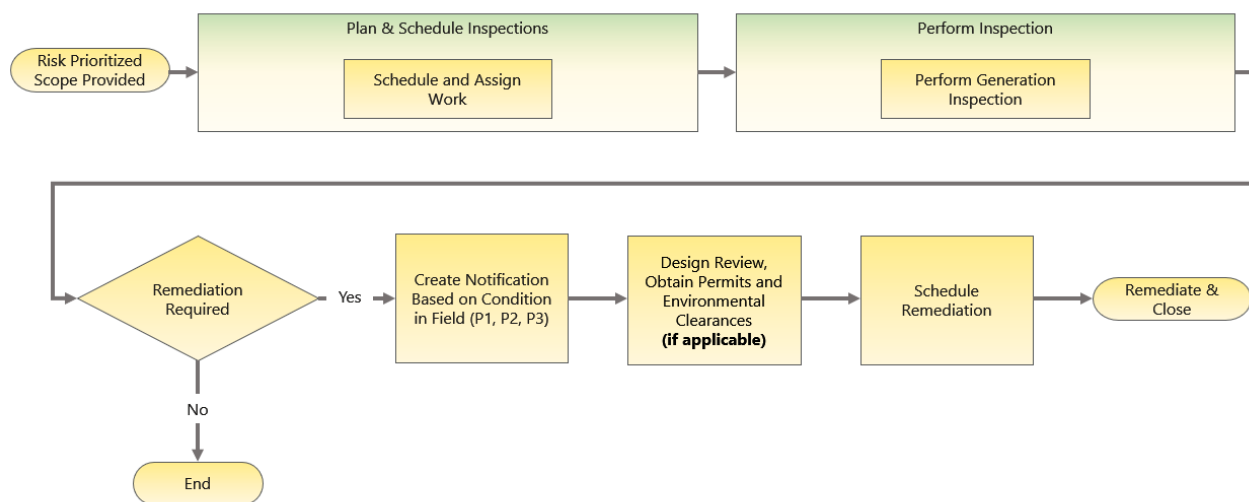 Plan & Schedule Inspections
Perform Inspection
Risk Prioritized
Scope Provided
Schedule and Assign
Work
Perform Generation
Inspection
Remediation
Required
Yes
Create Notification
Based on Condition
in Field (P1, P2, P3)
Design Review,
Obtain Permits and
Environmental
Clearances
(if applicable)
Schedule
Remediation
Remediate &
Close
No
End